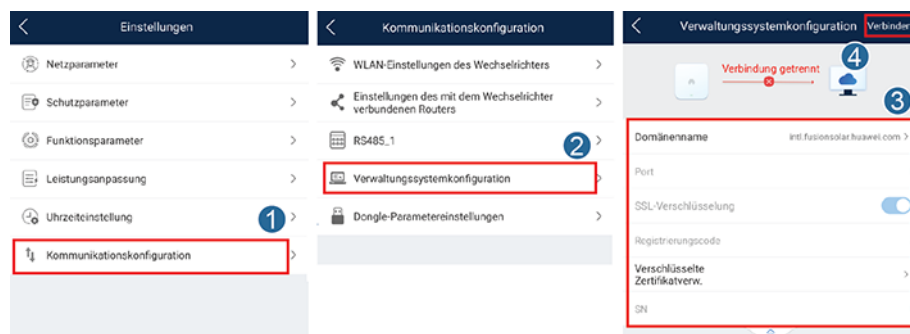 Einstellungen
Netzparameter
Schutzparameter
Funktionsparameter
Leistungsanpassung
Uhrzeiteinstellung
1
Kommunikationskonfiguration
Kommunikationskonfiguration
WLAN-Einstellungen des Wechselrichters
Einstellungen des mit dem Wechselrichter
verbundenen Routers
RS485_1
2
Verwaltungssystemkonfiguration
Dongle-Parametereinstellungen
Verwaltungssystemkonfiguration
Verbinden
4
Verbindung getrennt
3
Domänenname
intl.fusionsolar.huawei.com
Port
SSL-Verschlüsselung
Registrierungscode
Verschlüsselte
Zertifikatverw.
SN